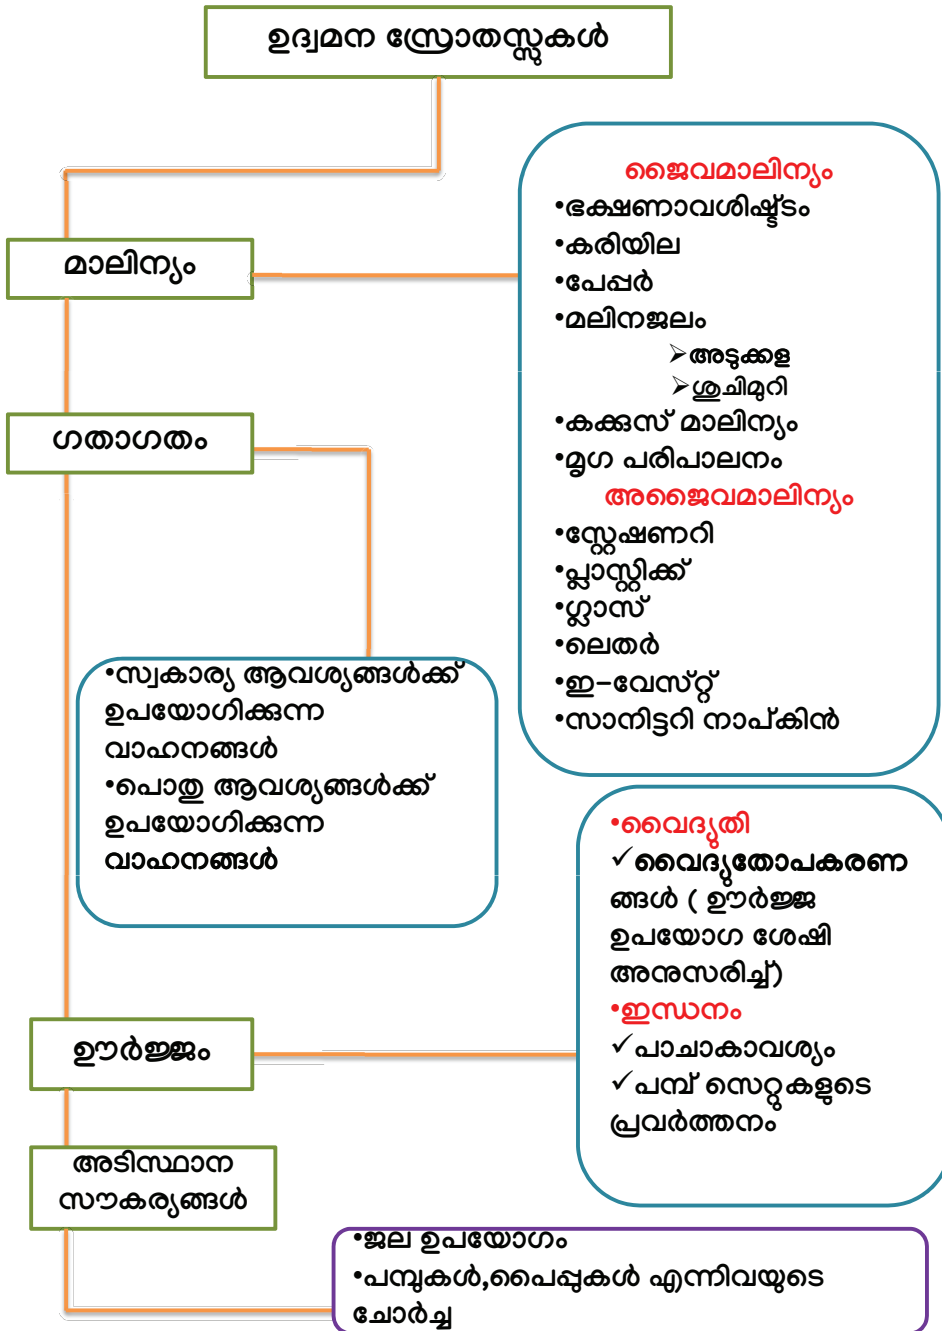 ഉദ്വമന സ്രോതസ്സുകൾ
മാലിന്യം
ജൈവമാലിന്യം
•ഭക്ഷണാവശിഷ്ട്ടം
•കരിയില
•പേപ്പർ
•മലിനജലം
➢അടുക്കള
➢ശുചിമുറി
•കക്കുസ് മാലിന്യം
•മൃഗ പരിപാലനം
അജൈവമാലിന്യം
•സ്റ്റേഷണറി
•പ്ലാസ്റ്റിക്ക്
•ഗ്ലാസ്
•ലെതർ
•ഇ-വേസ്റ്റ്
•സാനിട്ടറി നാപ്കിൻ
ഗതാഗതം
•സ്വകാര്യ ആവശ്യങ്ങൾക്ക്
ഉപയോഗിക്കുന്ന
വാഹനങ്ങൾ
•പൊതു ആവശ്യങ്ങൾക്ക്
ഉപയോഗിക്കുന്ന
വാഹനങ്ങൾ
ഊർജ്ജം
•വൈദ്യുതി
✓വൈദ്യുതോപകരണ
ങ്ങൾ ( ഊർജ്ജ
ഉപയോഗ ശേഷി
അനുസരിച്ച്)
•ഇന്ധനം
✓പാചാകാവശ്യം
✓പമ്പ് സെറ്റുകളുടെ
പ്രവർത്തനം
അടിസ്ഥാന
സൗകര്യങ്ങൾ
•ജല ഉപയോഗം
•പമ്പുകൾ,പൈപ്പുകൾ എന്നിവയുടെ
ചോർച്ച